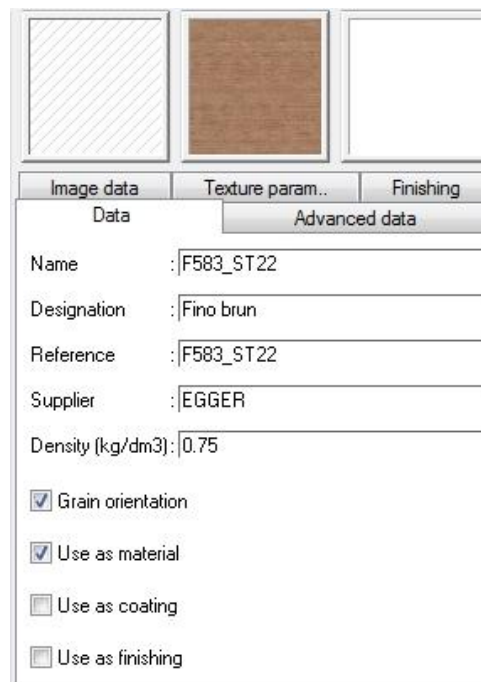 Image data Texture param.. Finishing
Data Advanced data
Name : F583_ST22
Designation : Fino brun
Reference : F583_ST22
Supplier : EGGER
Density (kg/dm3) : 0.75
Grain orientation
Use as material
Use as coating
Use as finishing